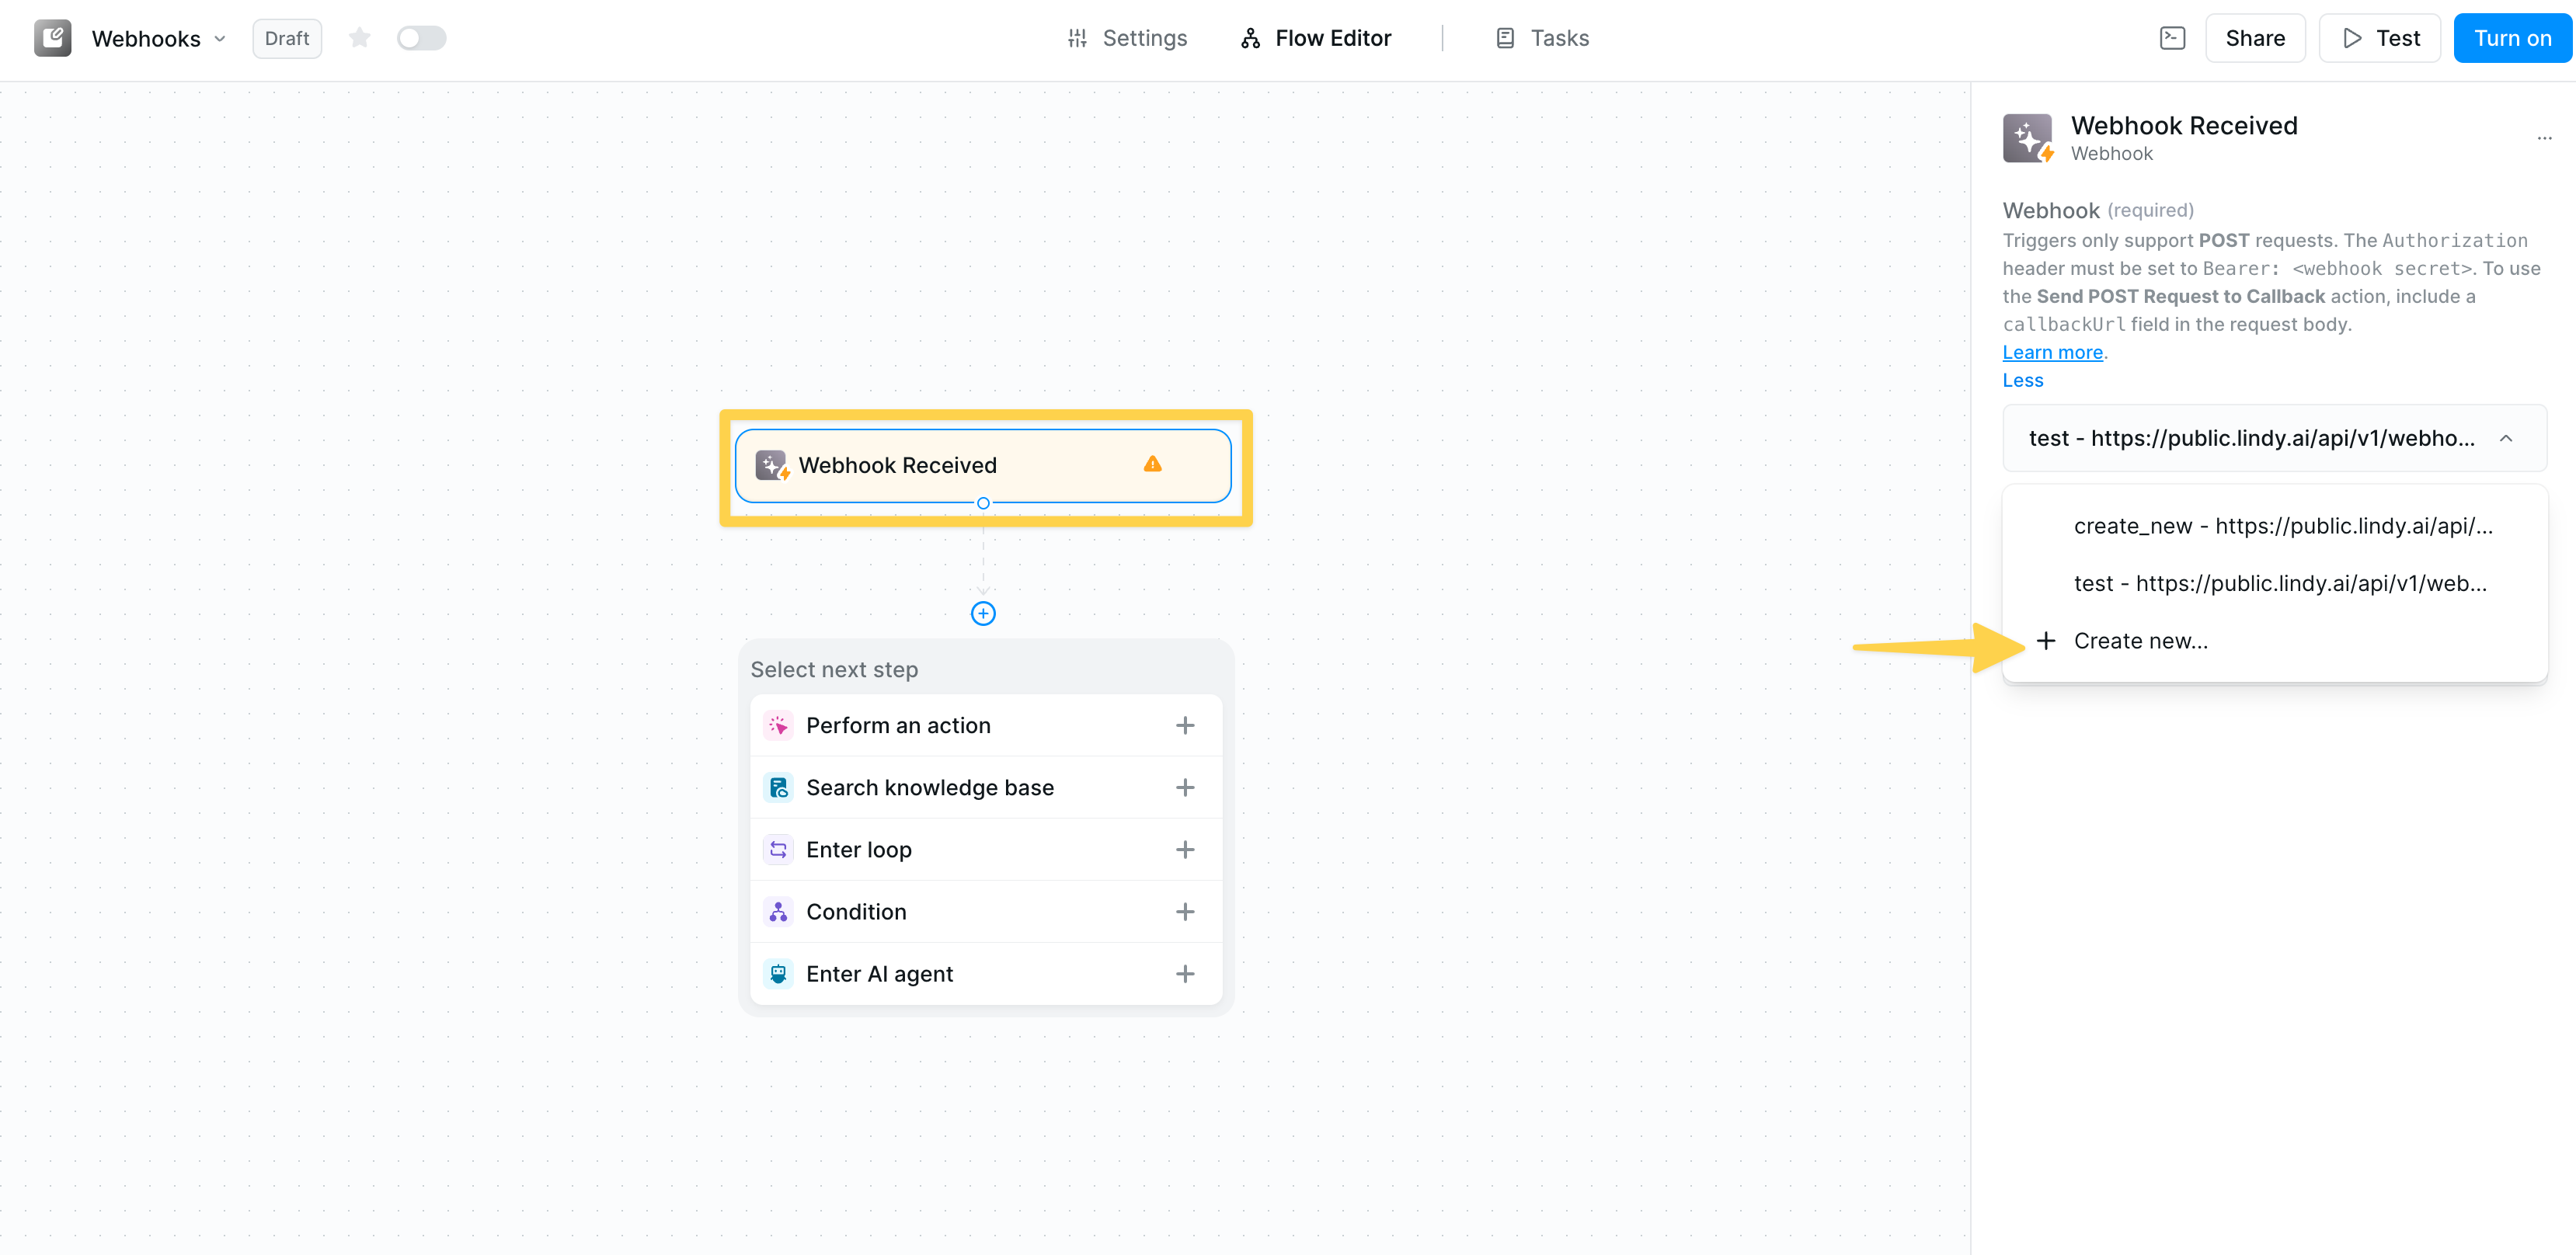 Webhooks
Draft
Settings
Flow Editor
Tasks
Share
Test
Turn on
Webhook Received
Select next step
Perform an action
Search knowledge base
Enter loop
Condition
Enter AI agent
Webhook Received
Webhook
Webhook (required)
Triggers only support POST requests. The Authorization
header must be set to Bearer: <webhook secret>. To use
the Send POST Request to Callback action, include a
callbackUrl field in the request body.
Learn more.
Less
test - https://public.lindy.ai/api/v1/webho...
create_new - https://public.lindy.ai/api/...
test - https://public.lindy.ai/api/v1/web...
Create new...